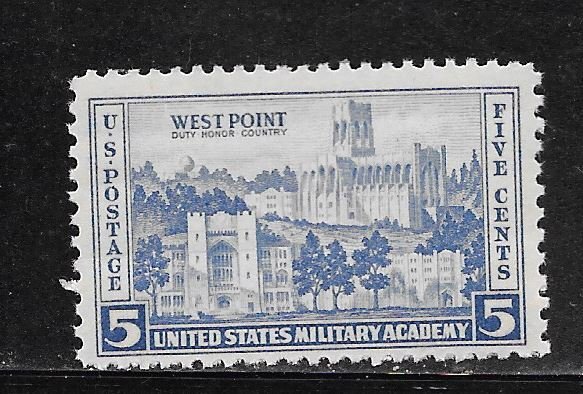 WEST POINT
DUTY HONOR COUNTRY
U·S·POSTAGE
FIVE CENTS
5 UNITED STATES MILITARY ACADEMY 5